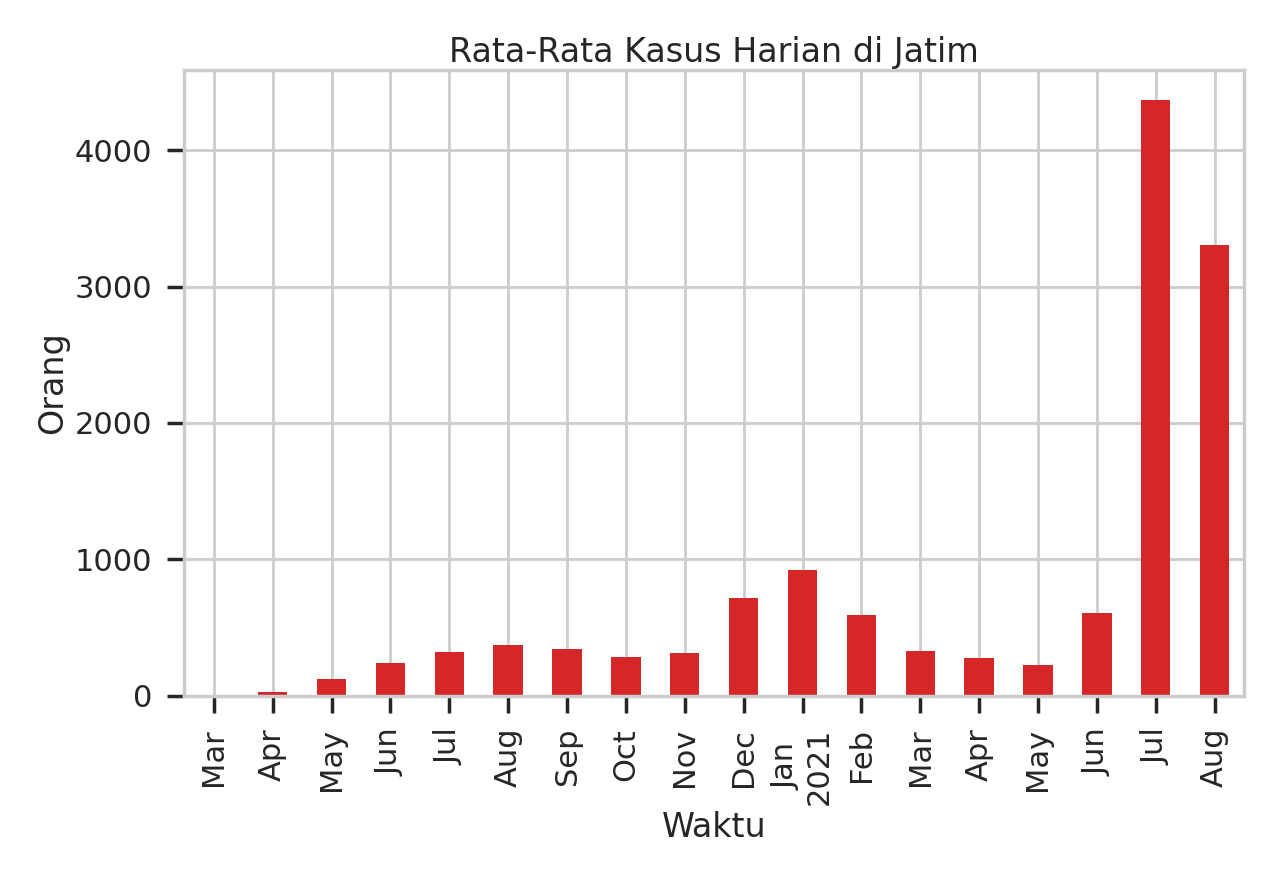 Rata-Rata Kasus Harian di Jatim
Orang
4000
3000
2000
1000
0
Mar
Apr
May
Jun
Jul
Aug
Sep
Oct
Nov
Dec
Jan
2021
Feb
Mar
Apr
May
Jun
Jul
Aug
Waktu